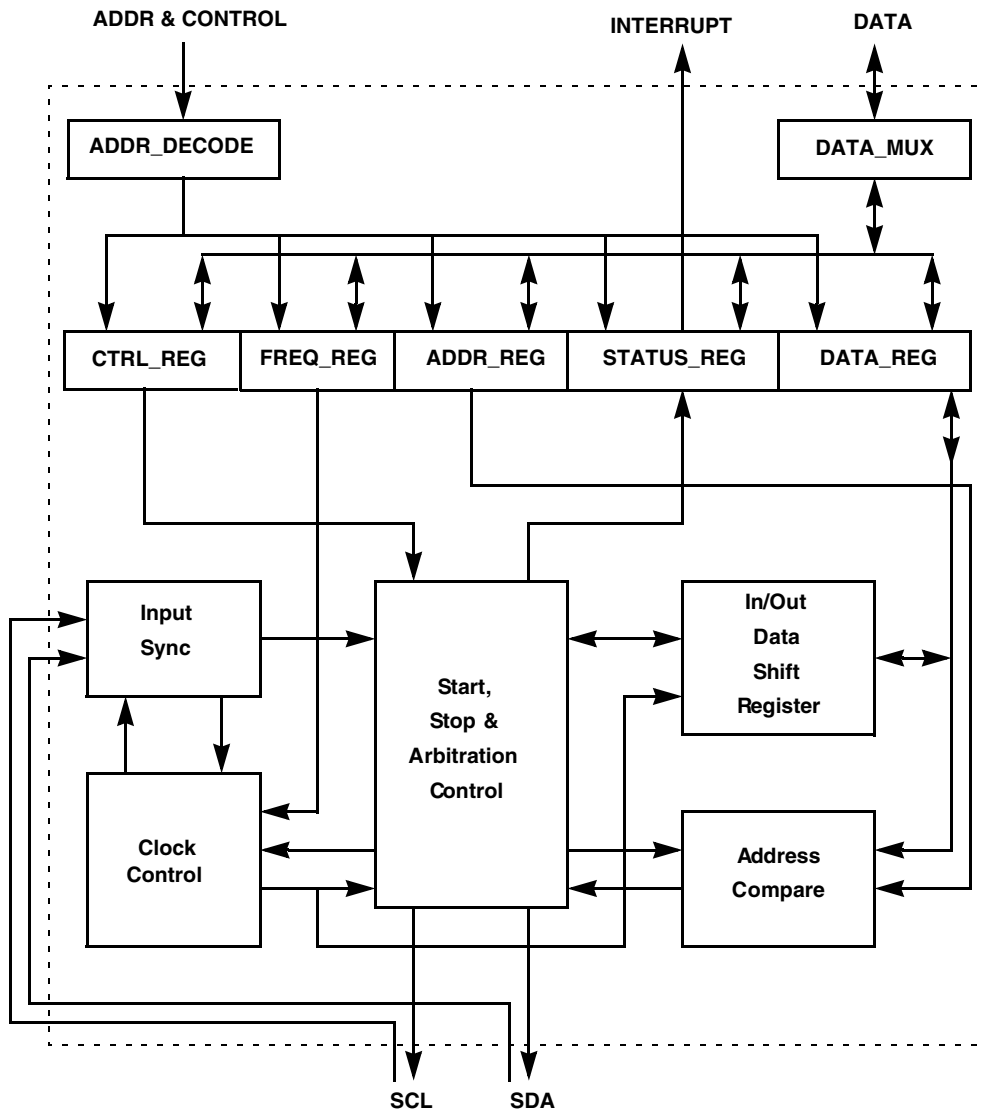 ADDR & CONTROL
INTERRUPT
DATA
ADDR_DECODE
DATA_MUX
CTRL_REG
FREQ_REG
ADDR_REG
STATUS_REG
DATA_REG
Input
Sync
Start,
Stop &
Arbitration
Control
In/Out
Data
Shift
Register
Clock
Control
Address
Compare
SCL
SDA